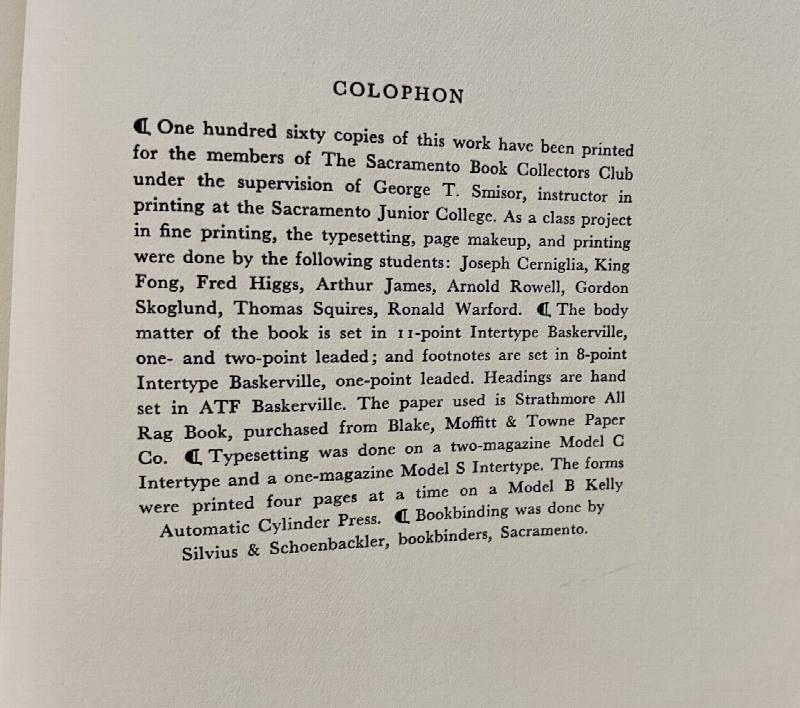 COLOPHON
⁋ One hundred sixty copies of this work have been printed
for the members of The Sacramento Book Collectors Club
under the supervision of George T. Smisor, instructor in
printing at the Sacramento Junior College. As a class project
in fine printing, the typesetting, page makeup, and printing
were done by the following students: Joseph Cerniglia, King
Fong, Fred Higgs, Arthur James, Arnold Rowell, Gordon
Skoglund, Thomas Squires, Ronald Warford. ⁋ The body
matter of the book is set in 11-point Intertype Baskerville,
one- and two-point leaded; and footnotes are set in 8-point
Intertype Baskerville, one-point leaded. Headings are hand
set in ATF Baskerville. The paper used is Strathmore All
Rag Book, purchased from Blake, Moffitt & Towne Paper
Co. ⁋ Typesetting was done on a two-magazine Model C
Intertype and a one-magazine Model S Intertype. The forms
were printed four pages at a time on a Model B Kelly
Automatic Cylinder Press. ⁋ Bookbinding was done by
Silvius & Schoenbackler, bookbinders, Sacramento.